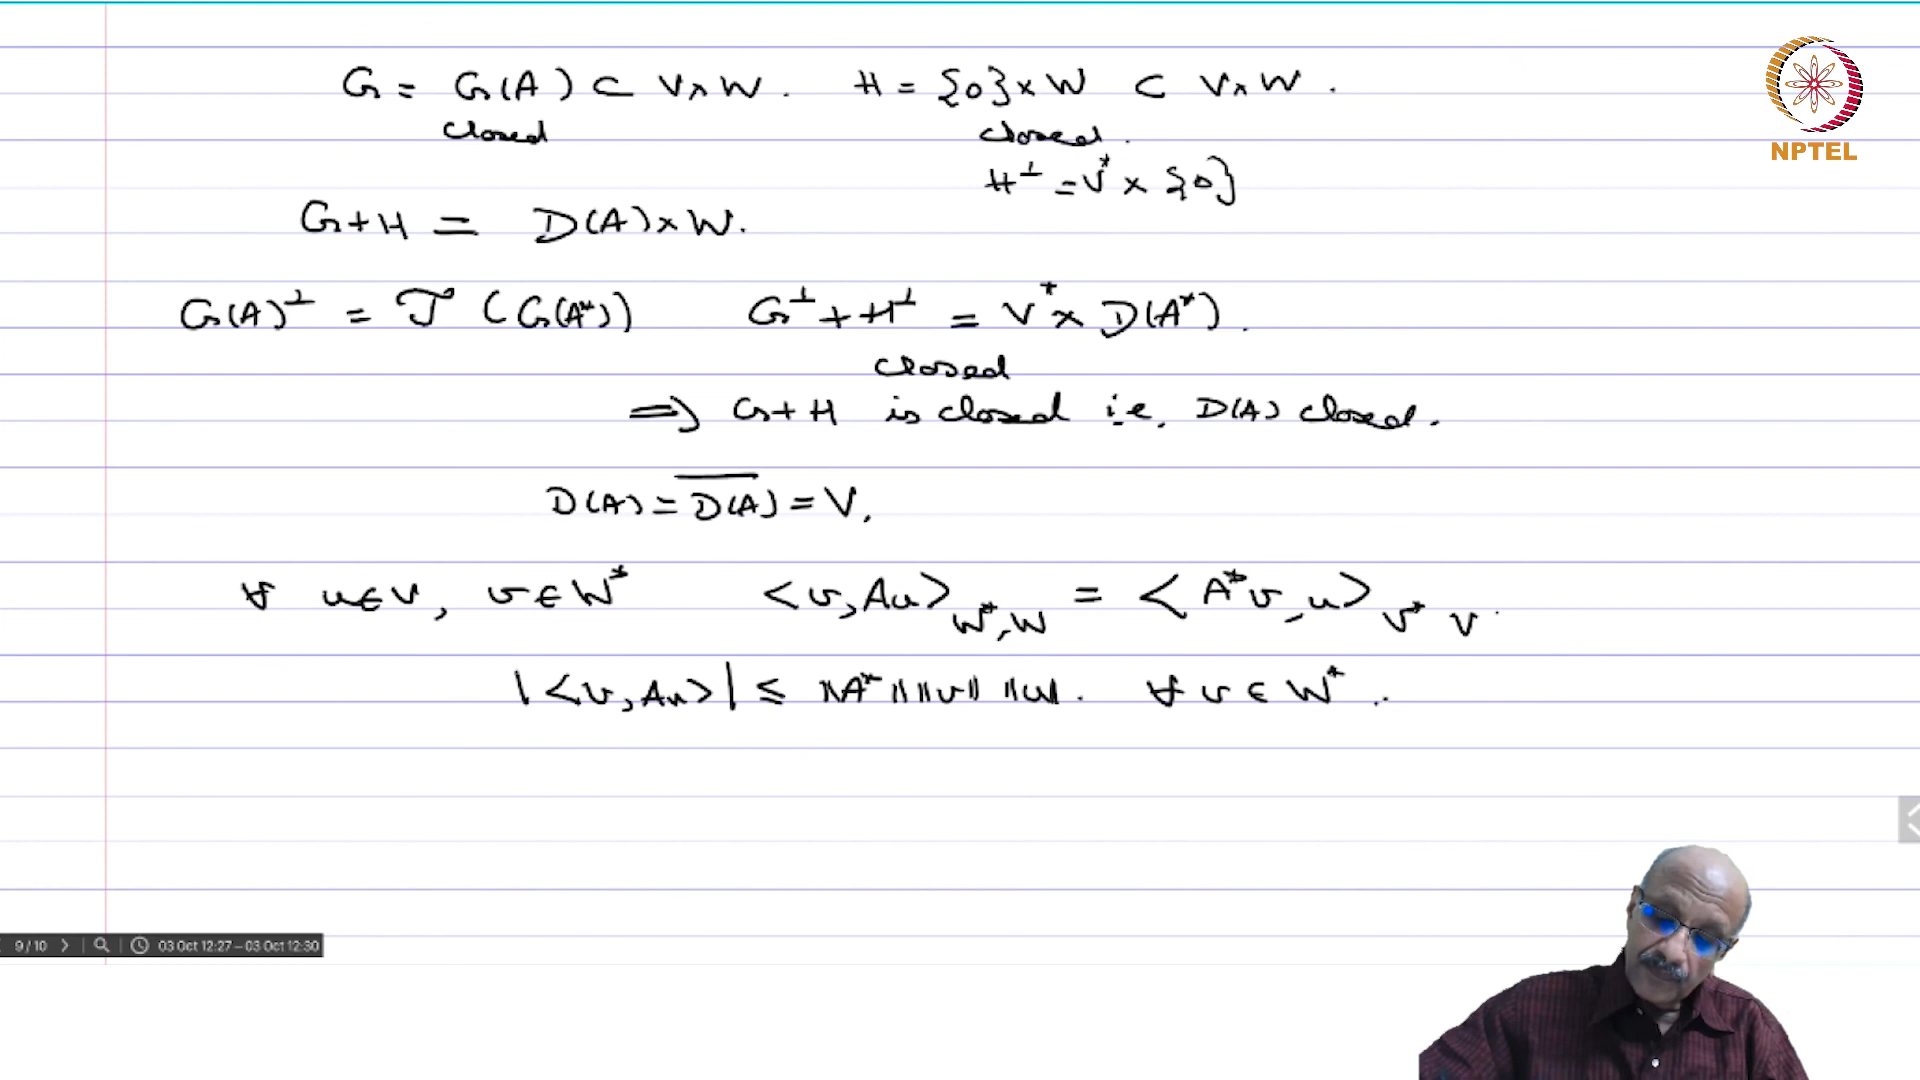 G = G(A) ⊂ V×W. H = {0}×W ⊂ V×W.
closed closed.
H⊥ = V* × {0}
NPTEL
G+H = D(A)×W.
G(A)⊥ = J (G(A*)) G⊥+H⊥ = V*× D(A*).
closed
⇒ G+H is closed i.e. D(A) closed.
D(A) = \overline{D(A)} = V.
∀ u∈V, v∈W* <v,Au>_{W*,W} = <A*v,u>_{V* V}.
|<v,Au>| ≤ ||A*|| ||v|| ||u||. ∀ v ∈ W*.
9/10 03 Oct 12:27 – 03 Oct 12:30